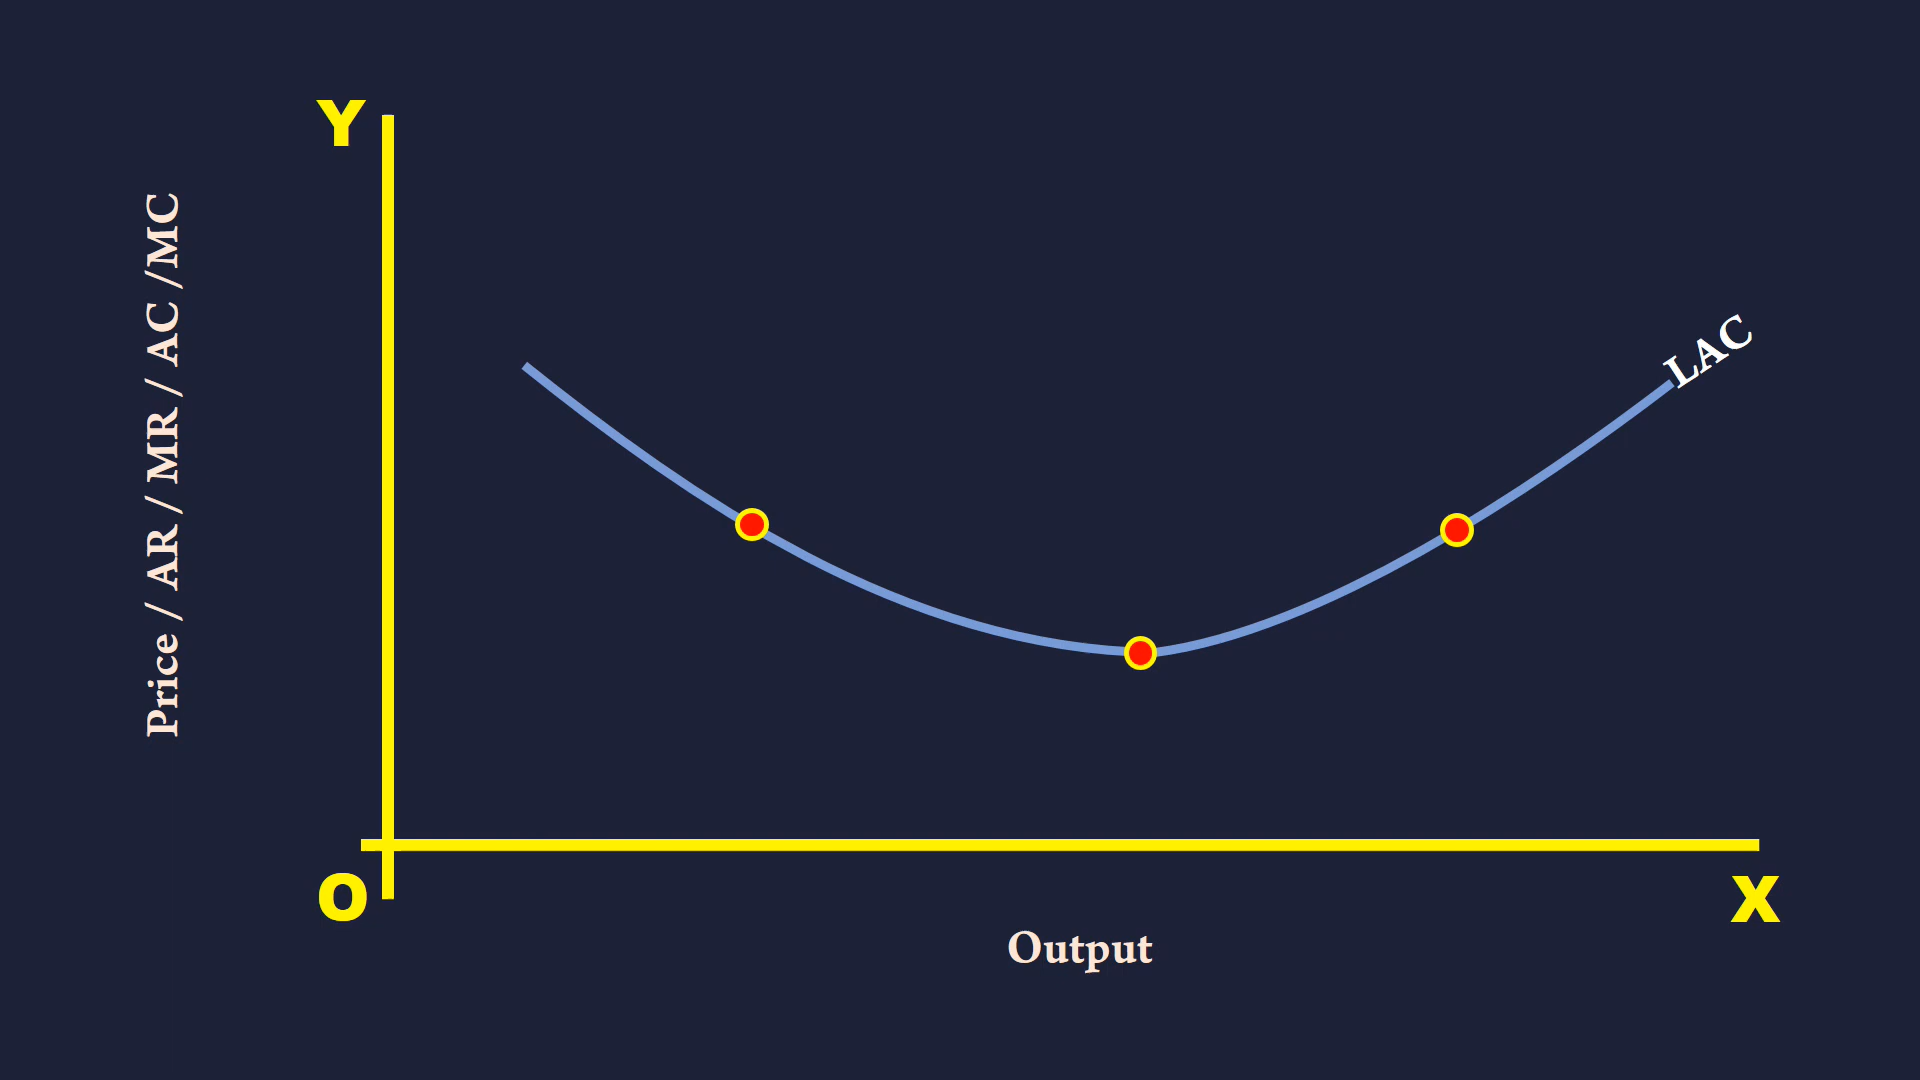 Y
Price / AR / MR / AC /MC
LAC
O
X
Output